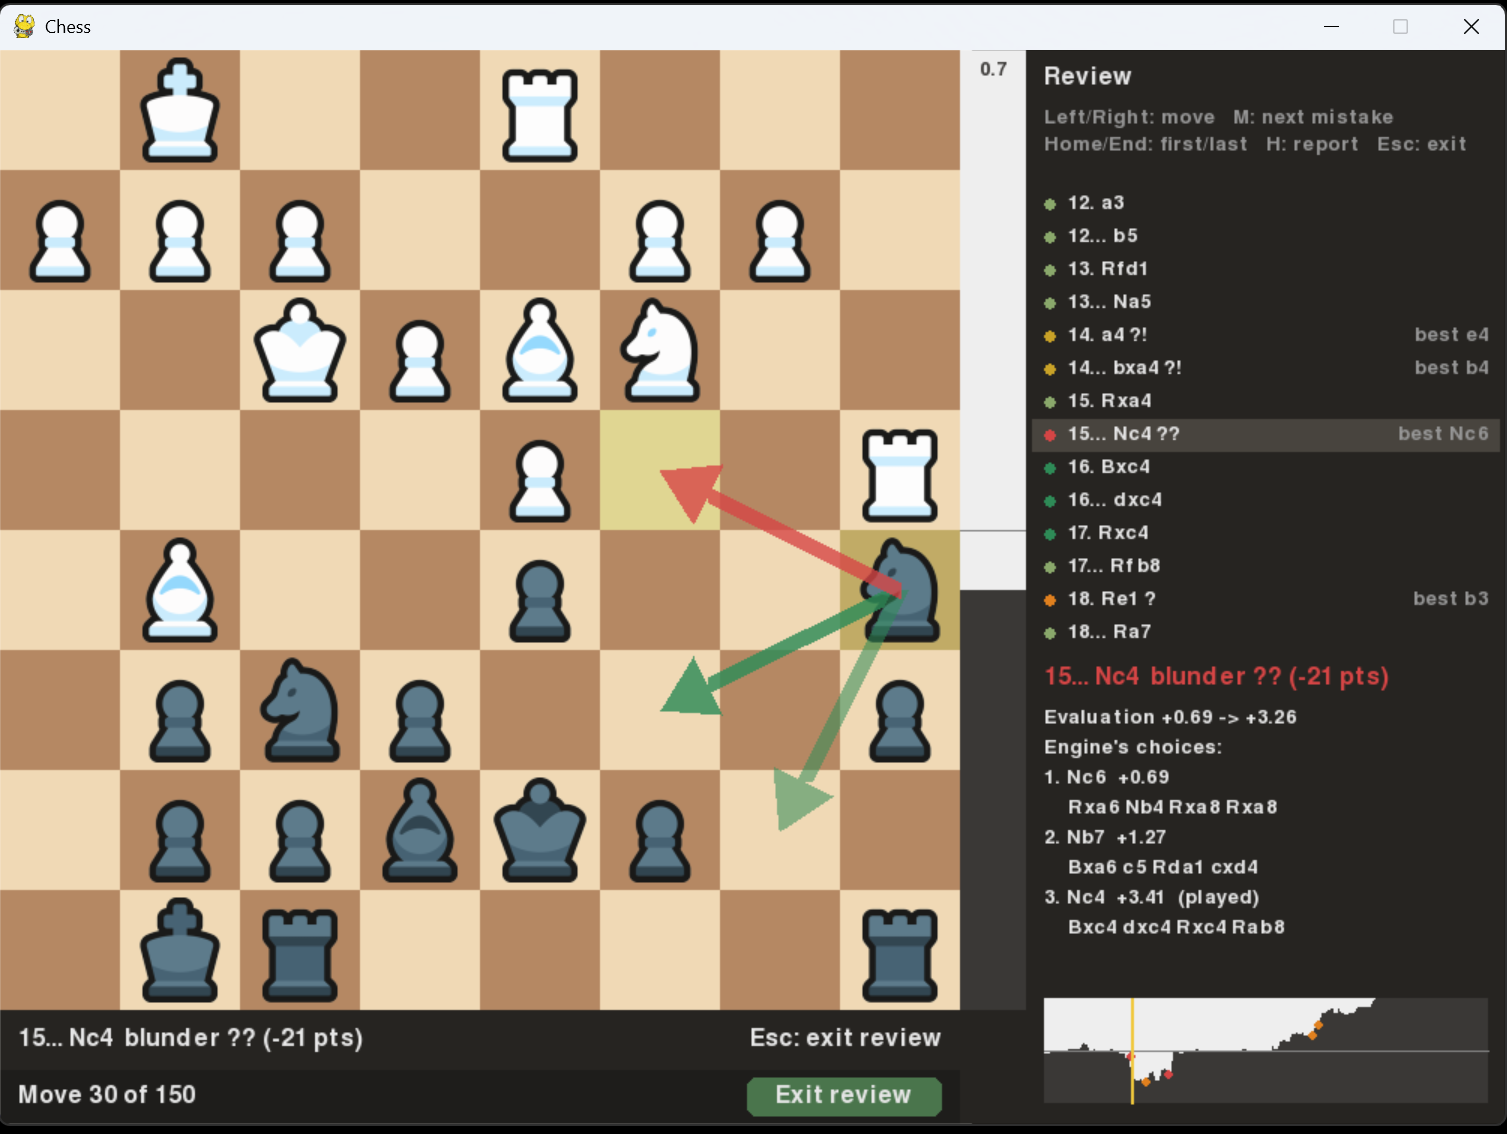 Chess
0.7
Review
Left/Right: move M: next mistake
Home/End: first/last H: report Esc: exit
12. a3
12... b5
13. Rfd1
13... Na5
14. a4 ?! best e4
14... bxa4 ?! best b4
15. Rxa4
15... Nc4 ?? best Nc6
16. Bxc4
16... dxc4
17. Rxc4
17... Rfb8
18. Re1 ? best b3
18... Ra7
15... Nc4 blunder ?? (-21 pts)
Evaluation +0.69 -> +3.26
Engine's choices:
1. Nc6 +0.69
Rxa6 Nb4 Rxa8 Rxa8
2. Nb7 +1.27
Bxa6 c5 Rda1 cxd4
3. Nc4 +3.41 (played)
Bxc4 dxc4 Rxc4 Rab8
15... Nc4 blunder ?? (-21 pts) Esc: exit review
Move 30 of 150 Exit review